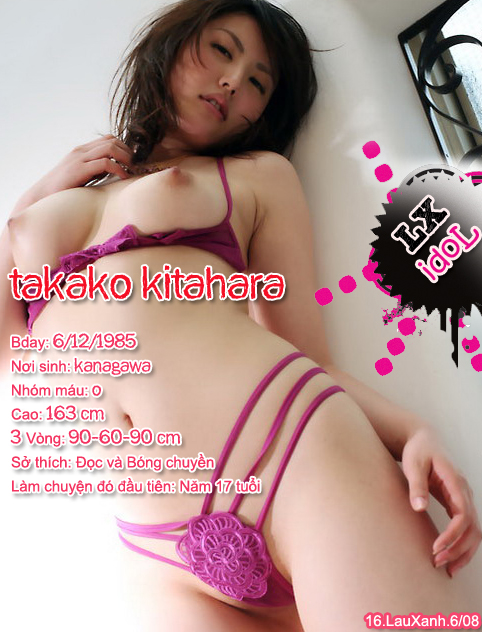 LX
idoL
takako kitahara
Bday: 6/12/1985
Nơi sinh: kanagawa
Nhóm máu: o
Cao: 163 cm
3 Vòng: 90-60-90 cm
Sở thích: Đọc và Bóng chuyền
Làm chuyện đó đầu tiên: Năm 17 tuổi
16.LauXanh.6/08